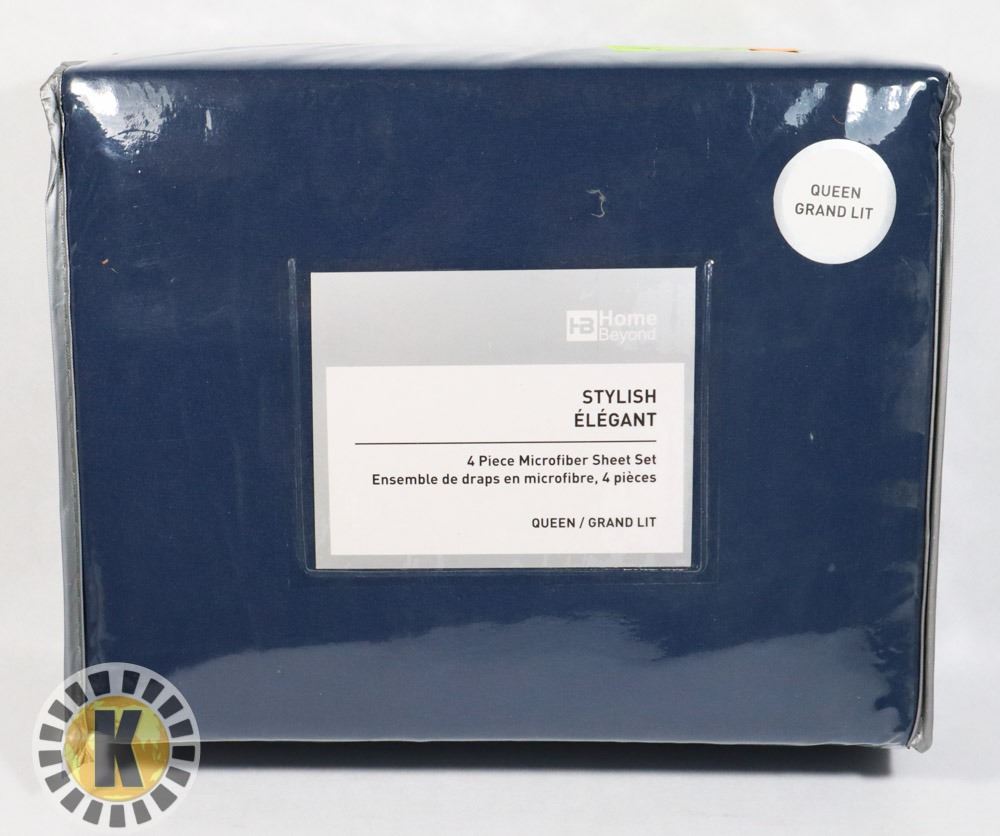 QUEEN
GRAND LIT
HB Home
Beyond
STYLISH
ÉLÉGANT
4 Piece Microfiber Sheet Set
Ensemble de draps en microfibre, 4 pièces
QUEEN / GRAND LIT
K